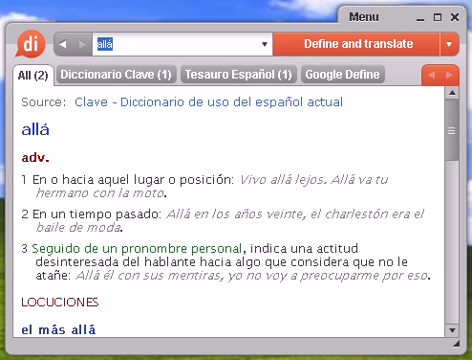 Menu
di
allá
Define and translate
All (2)
Diccionario Clave (1)
Tesauro Español (1)
Google Define
Source: Clave - Diccionario de uso del español actual
allá
adv.
1 En o hacia aquel lugar o posición: Vivo allá lejos. Allá va tu
hermano con la moto.
2 En un tiempo pasado: Allá en los años veinte, el charlestón era el
baile de moda.
3 Seguido de un pronombre personal, indica una actitud
desinteresada del hablante hacia algo que considera que no le
atañe: Allá él con sus mentiras, yo no voy a preocuparme por eso.
LOCUCIONES
el más allá